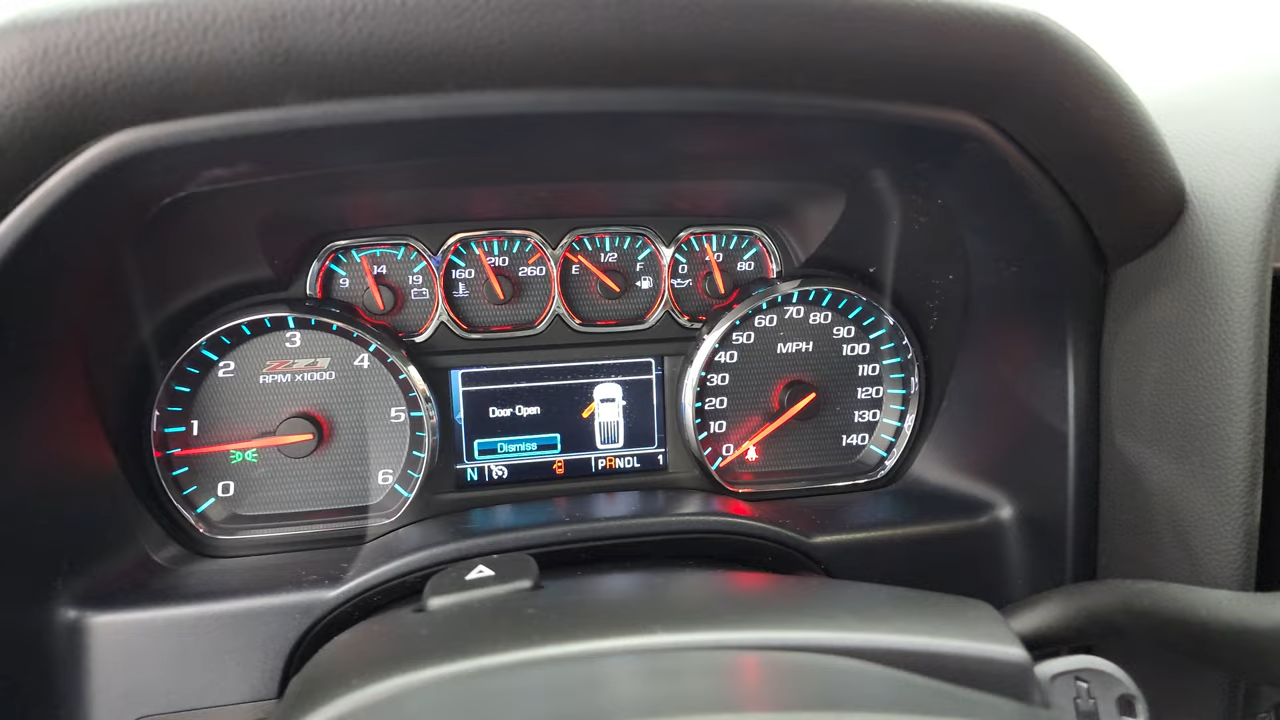 9 14 19
160 210 260
E 1/2 F
0 40 80
0 1 2 3 4 5 6
Z71
RPM x1000
Door Open
Dismiss
N PRNDL 1
MPH
0 10 20 30 40 50 60 70 80 90 100 110 120 130 140